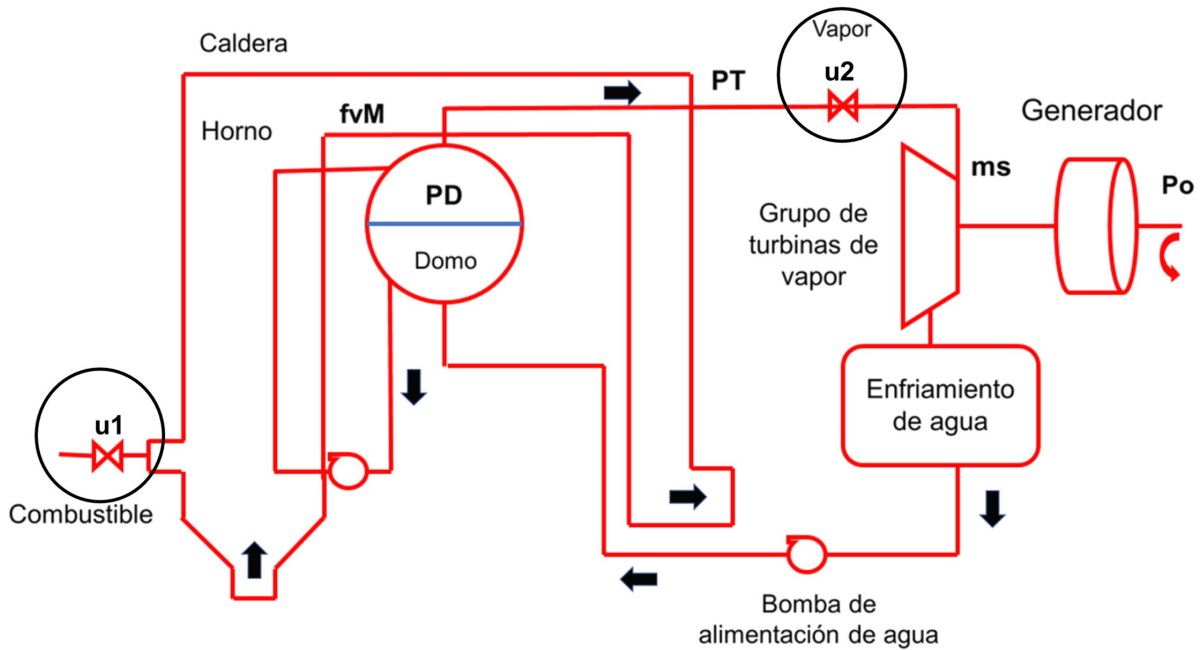 Vapor
Caldera
u2
PT
fvM
Generador
Horno
ms
PD
Po
Grupo de
turbinas de
vapor
Domo
Enfriamiento
de agua
u1
Combustible
Bomba de
alimentación de agua